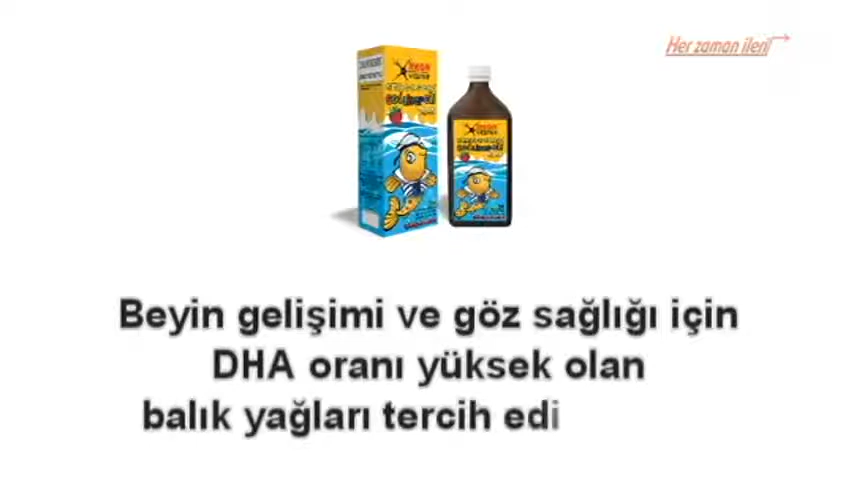 Her zaman ileri
Beyin gelişimi ve göz sağlığı için
DHA oranı yüksek olan
balık yağları tercih edi